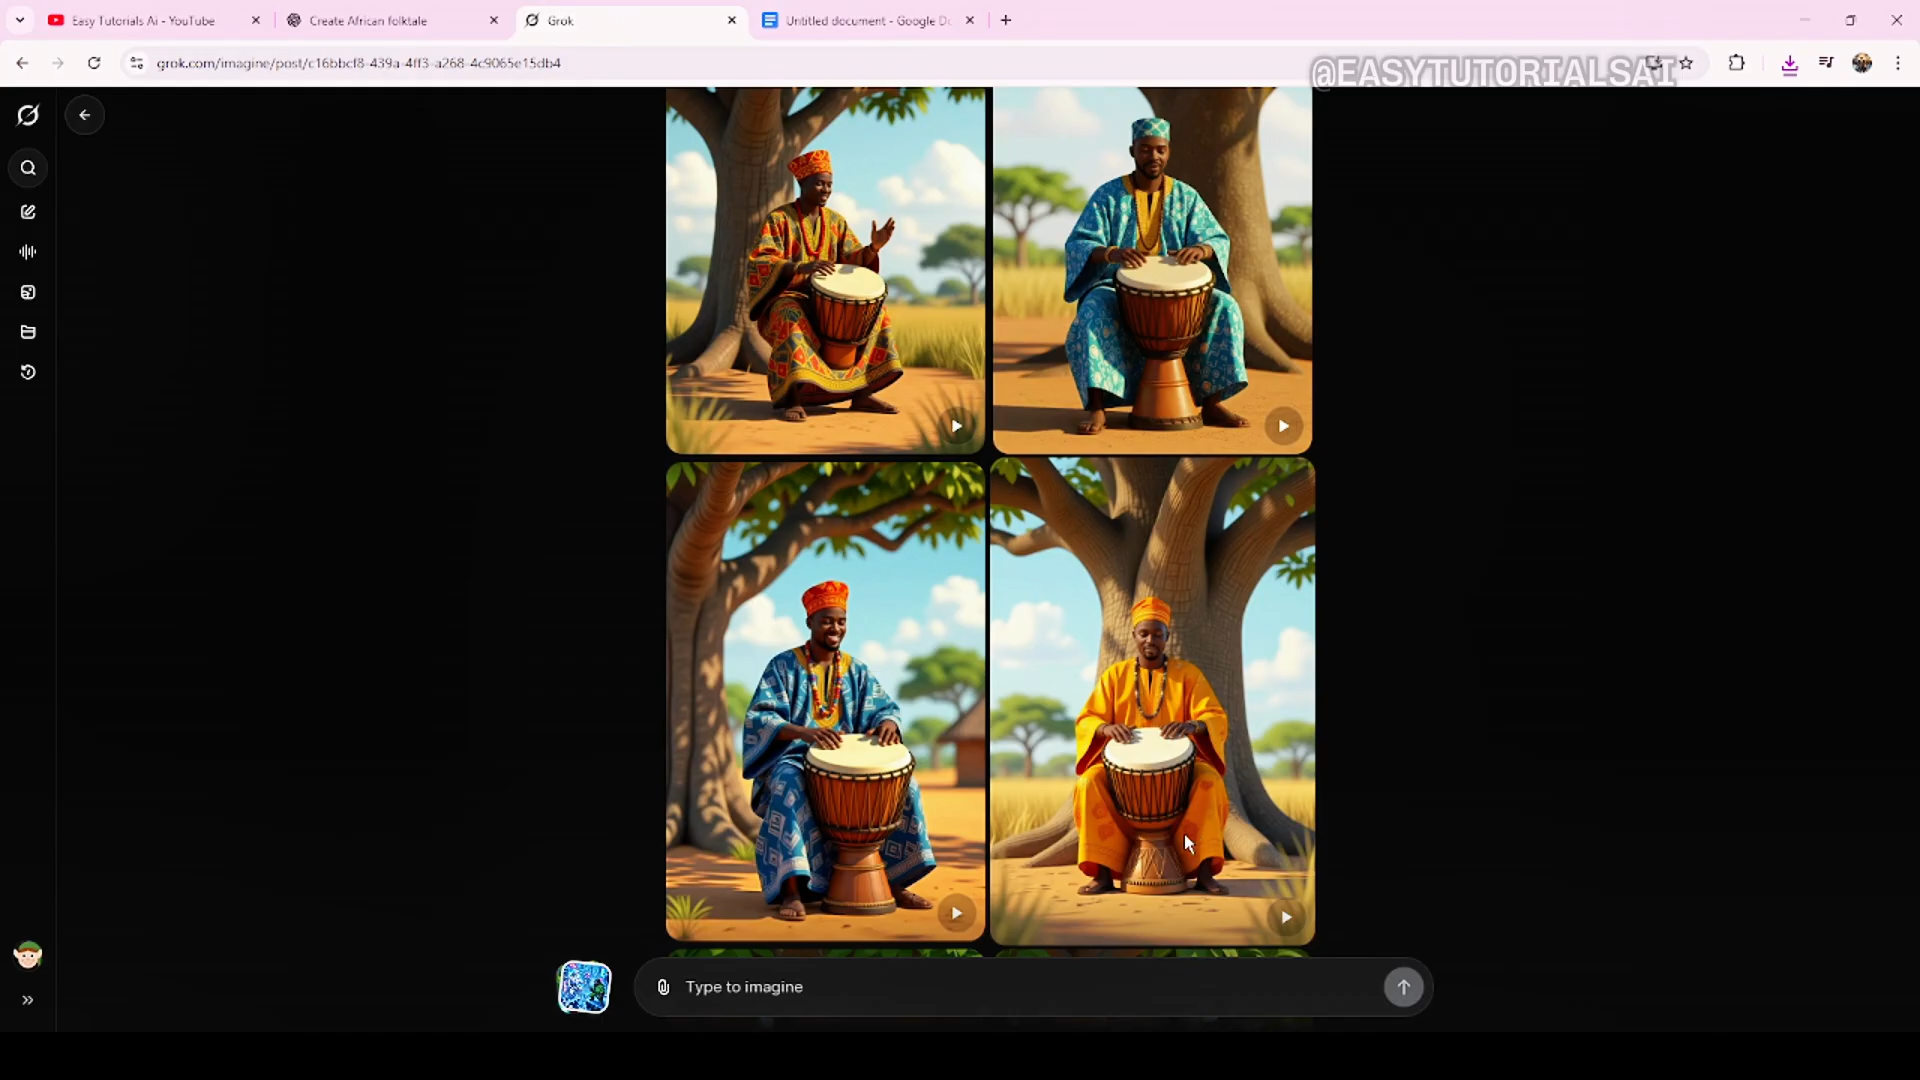 Easy Tutorials Ai - YouTube
Create African folktale
Grok
Untitled document - Google Do
grok.com/imagine/post/c16bbcf8-439a-4ff3-a268-4c9065e15db4
@EASYTUTORIALSAI
Type to imagine